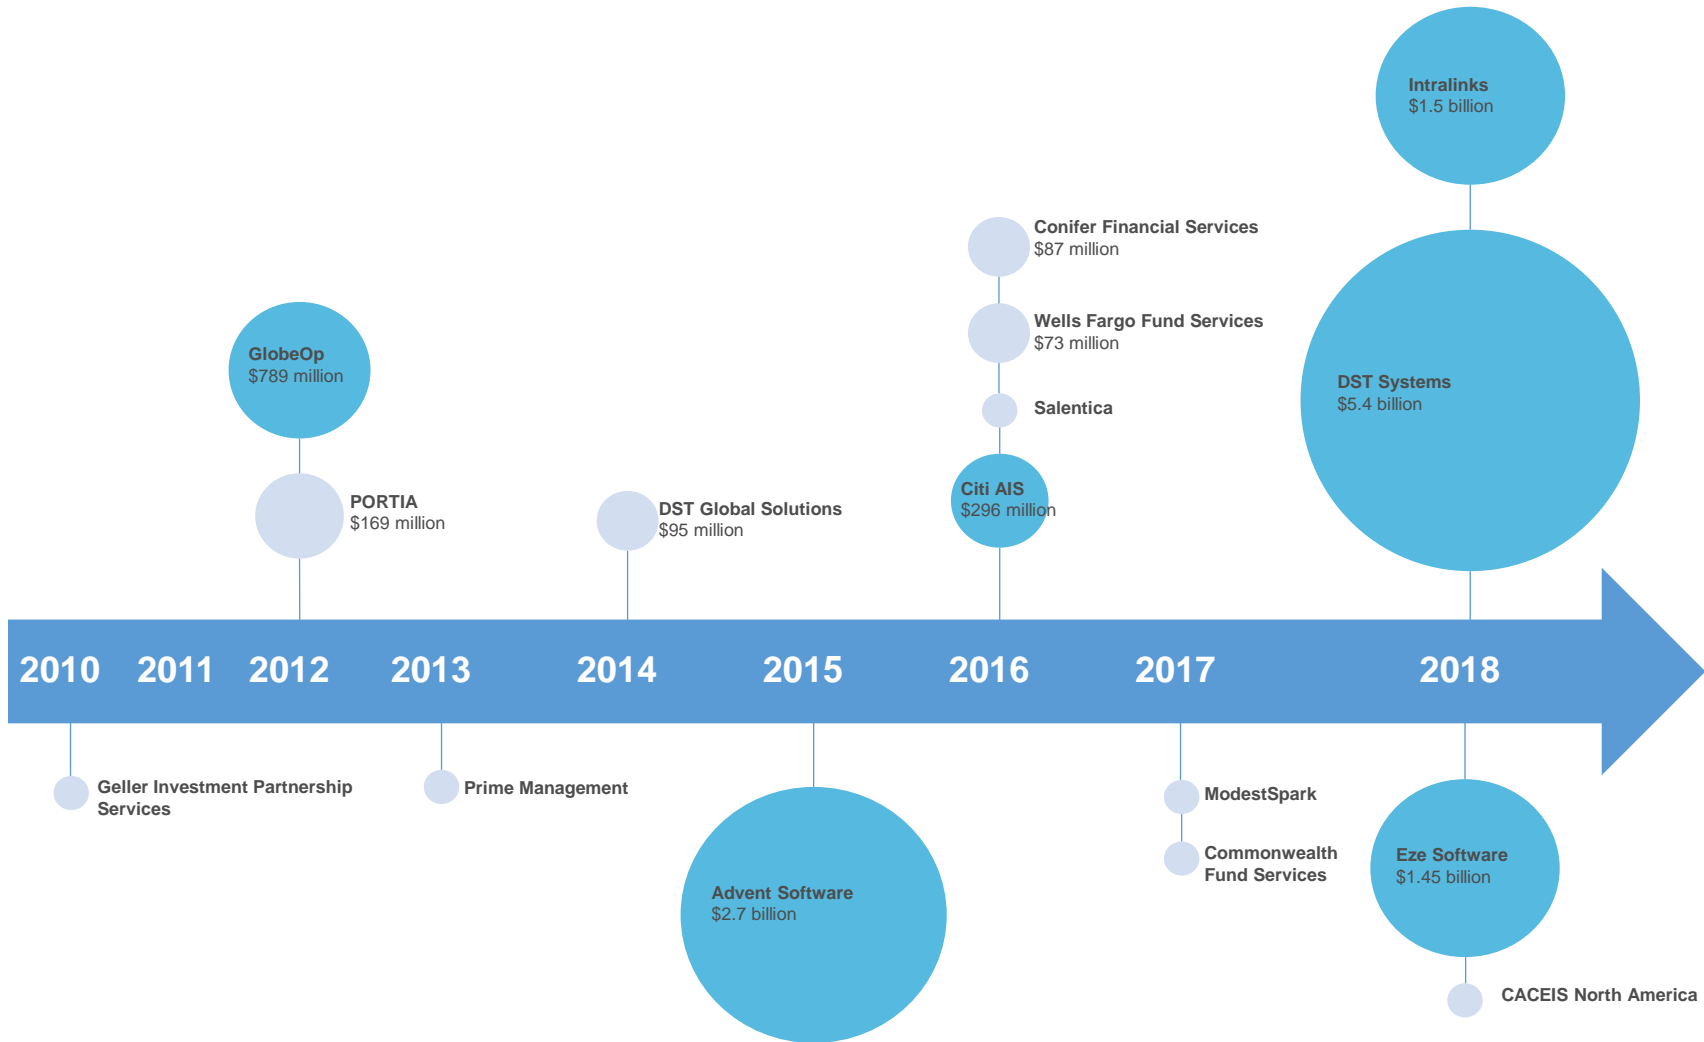 Intralinks
$1.5 billion
Conifer Financial Services
$87 million
Wells Fargo Fund Services
$73 million
GlobeOp
$789 million
DST Systems
$5.4 billion
Salentica
Citi AIS
$296 million
PORTIA
$169 million
DST Global Solutions
$95 million
2010 2011 2012 2013 2014 2015 2016 2017 2018
Geller Investment Partnership
Services
Prime Management
ModestSpark
Commonwealth
Fund Services
Eze Software
$1.45 billion
Advent Software
$2.7 billion
CACEIS North America